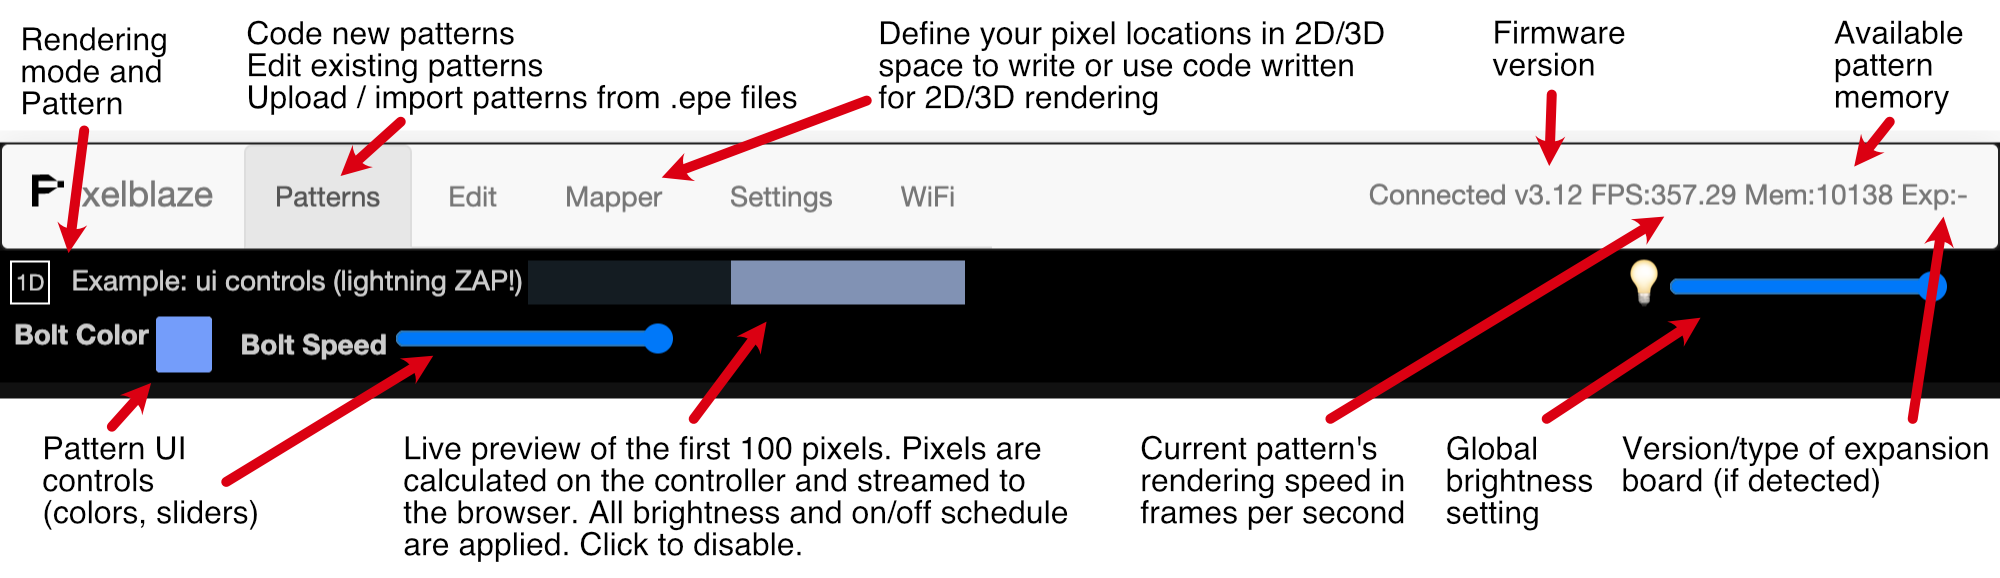 Rendering
mode and
Pattern
Code new patterns
Edit existing patterns
Upload / import patterns from .epe files
Define your pixel locations in 2D/3D
space to write or use code written
for 2D/3D rendering
Firmware
version
Available
pattern
memory
P xelblaze
Patterns
Edit
Mapper
Settings
WiFi
Connected v3.12 FPS:357.29 Mem:10138 Exp:-
1D
Example: ui controls (lightning ZAP!)
Bolt Color
Bolt Speed
Pattern UI
controls
(colors, sliders)
Live preview of the first 100 pixels. Pixels are
calculated on the controller and streamed to
the browser. All brightness and on/off schedule
are applied. Click to disable.
Current pattern's
rendering speed in
frames per second
Global
brightness
setting
Version/type of expansion
board (if detected)